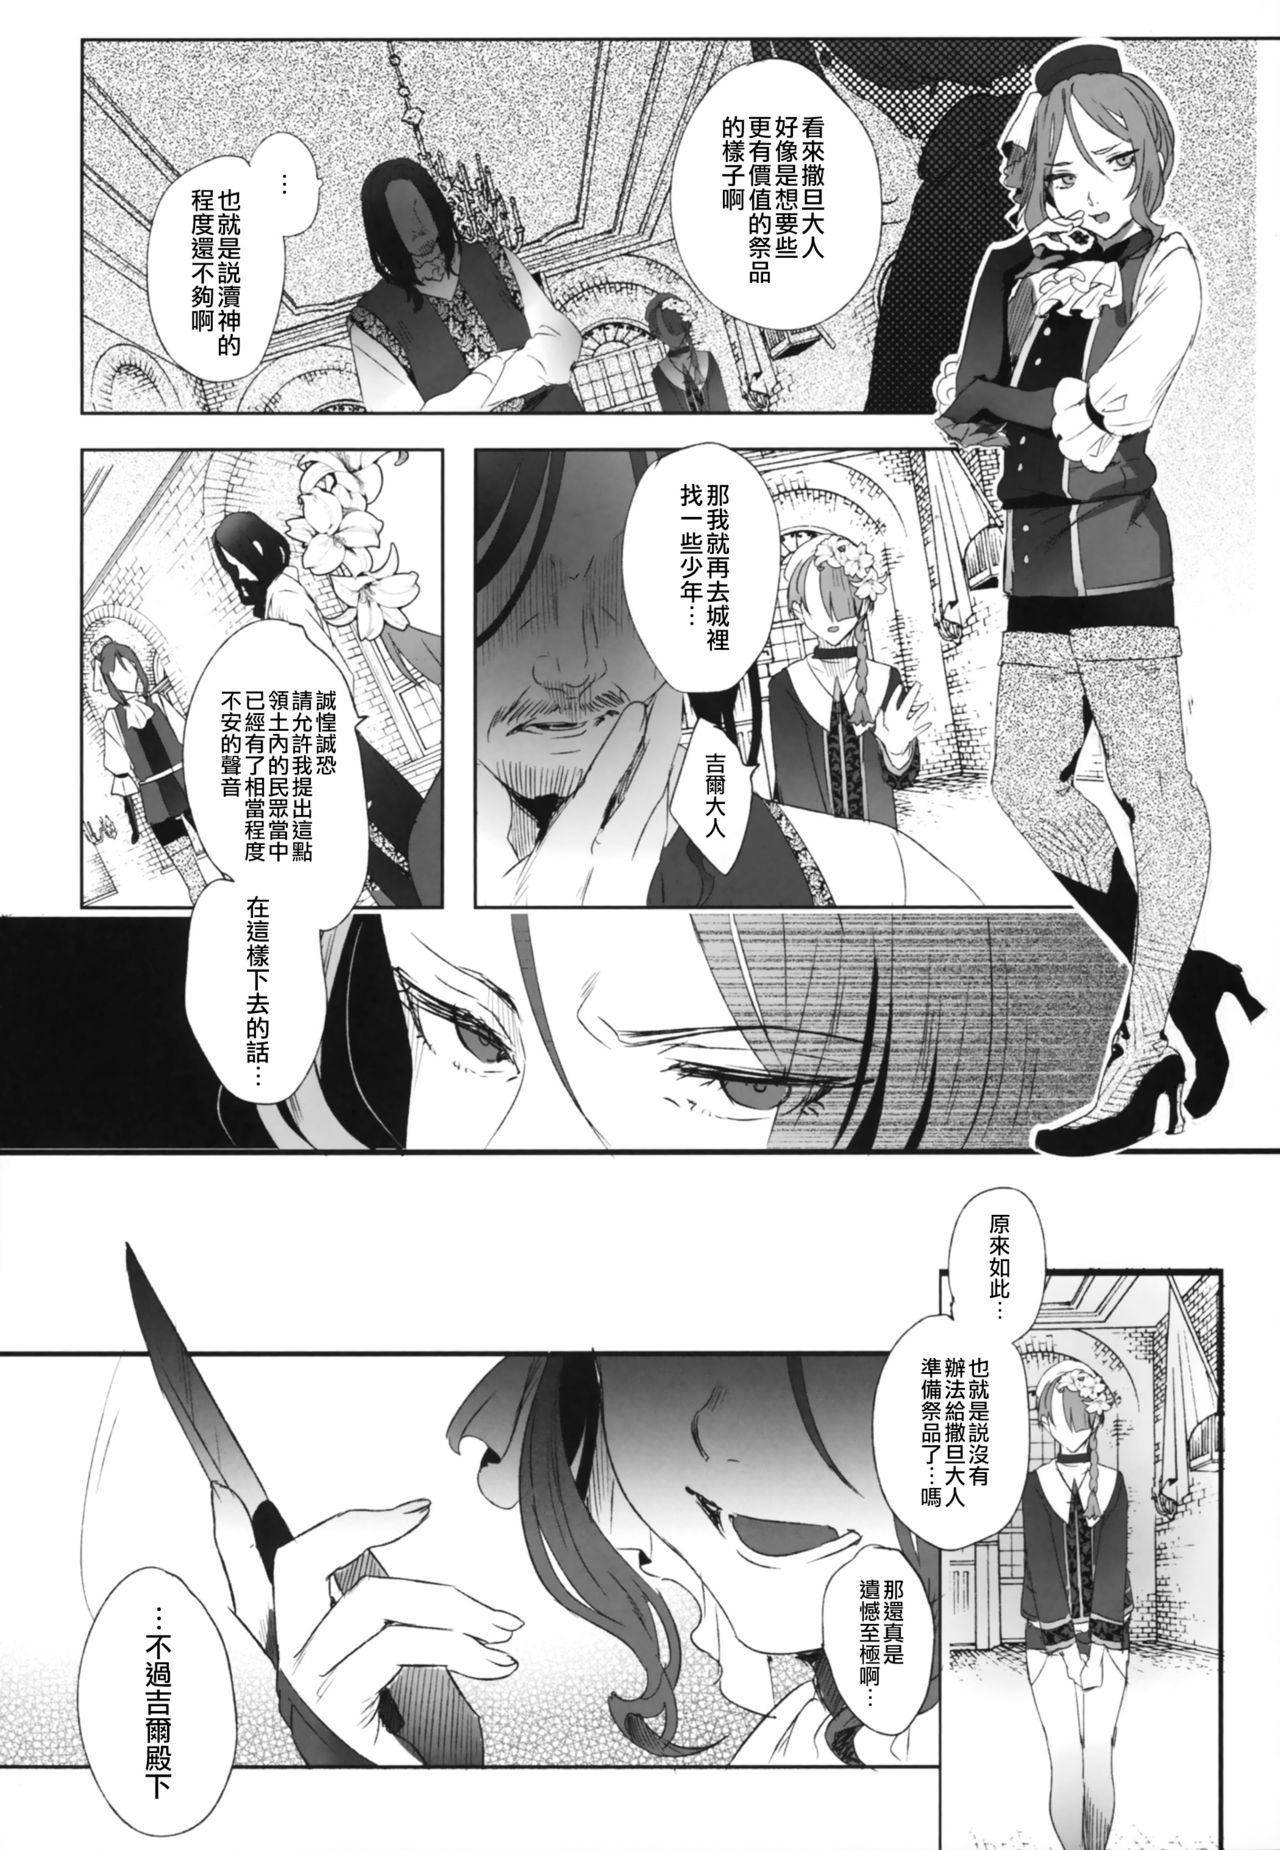 看來撒旦大人
好像是想要些
更有價值的祭品
的樣子啊
…
也就是説瀆神的
程度還不夠啊
那我就再去城裡
找一些少年…
吉爾大人
誠惶誠恐
請允許我提出這點
領土內的民眾當中
已經有了相當程度
不安的聲音
在這樣下去的話…
原來如此…
也就是説沒有
辦法給撒旦大人
準備祭品了…嗎
那還真是
遺憾至極啊…
…不過吉爾殿下